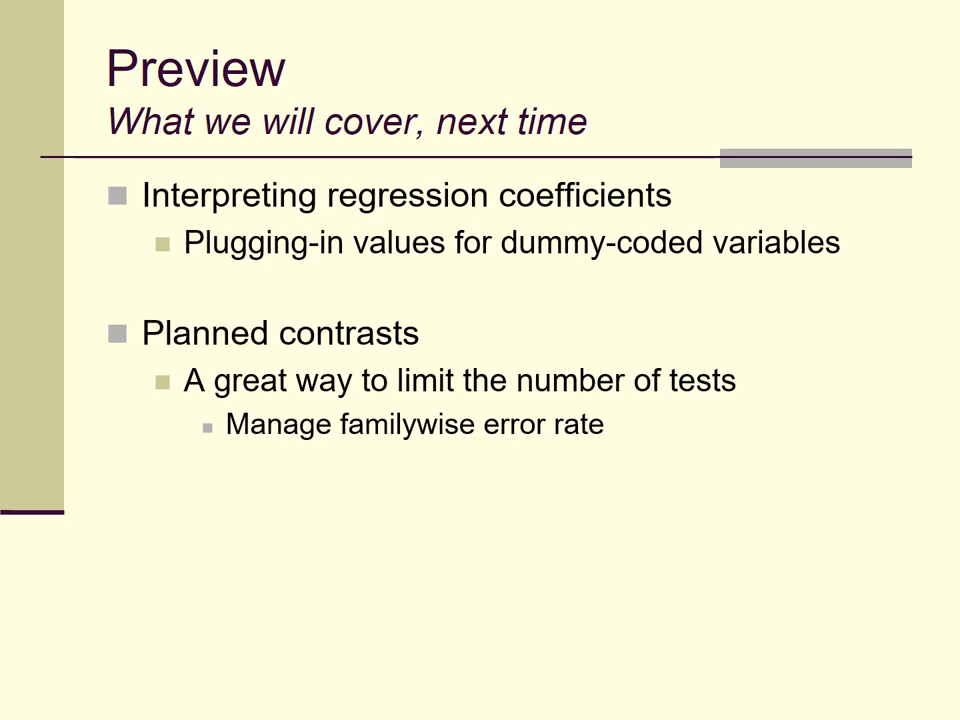 Preview
What we will cover, next time
Interpreting regression coefficients
Plugging-in values for dummy-coded variables
Planned contrasts
A great way to limit the number of tests
Manage familywise error rate